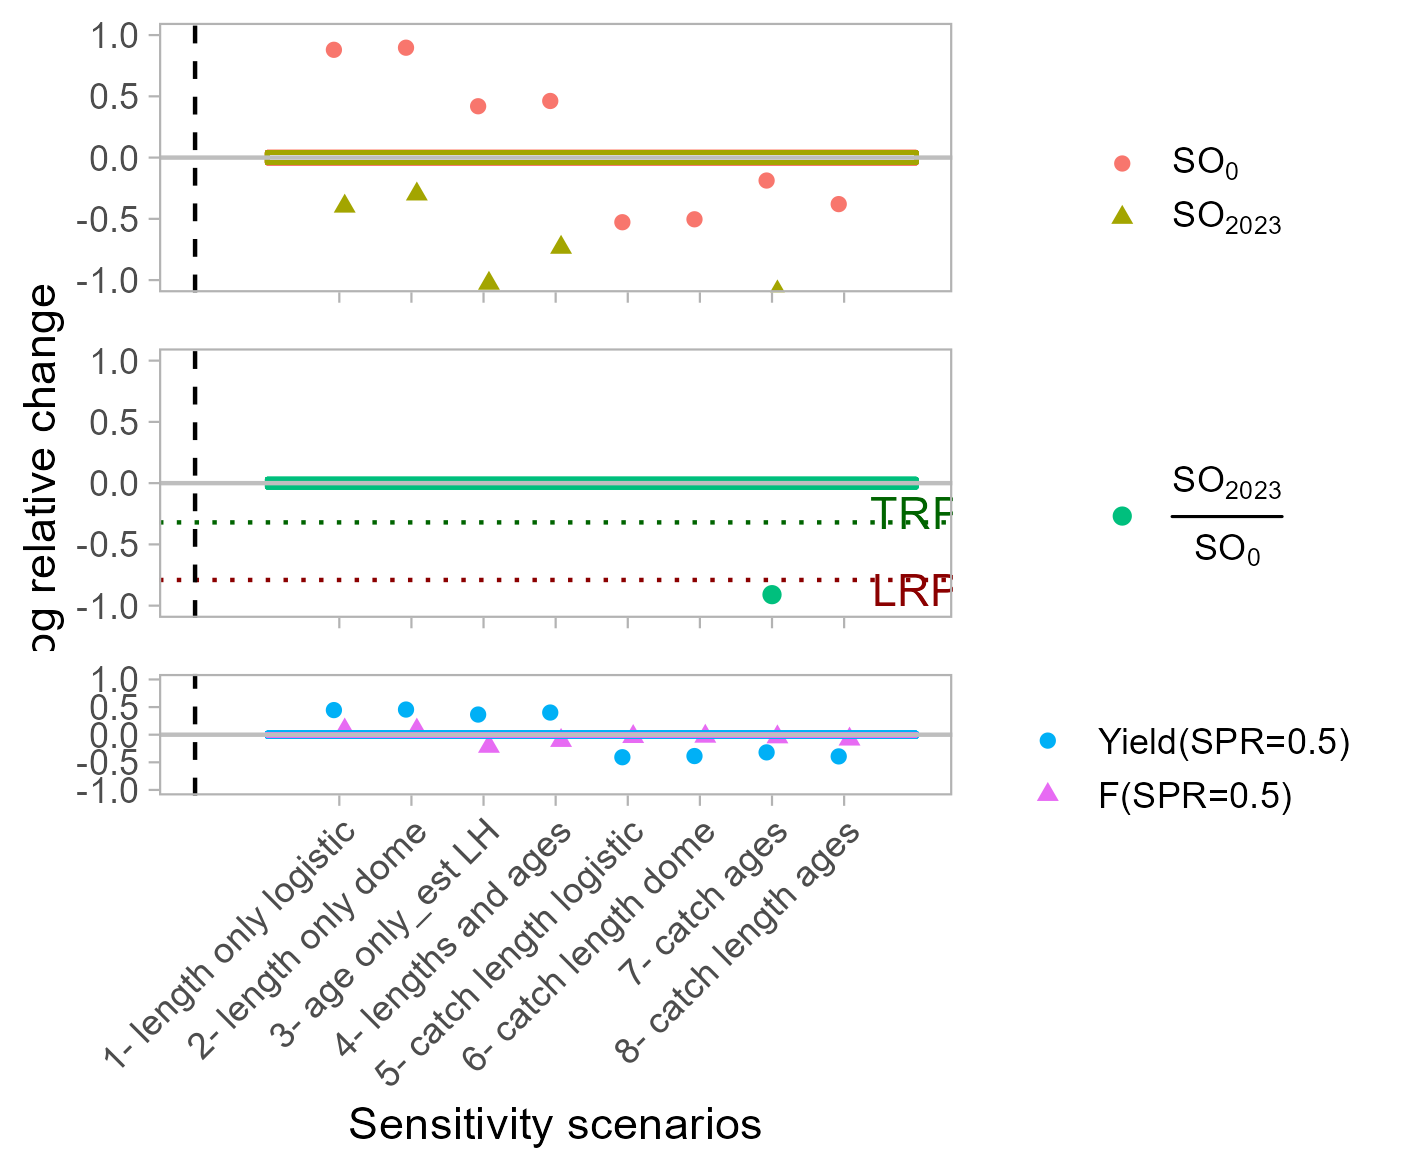 1.0
0.5
0.0
-0.5
-1.0
SO0
SO2023
1.0
0.5
0.0
-0.5
-1.0
TRP
LRP
SO2023
SO0
1.0
0.5
0.0
-0.5
-1.0
Yield(SPR=0.5)
F(SPR=0.5)
og relative change
1- length only logistic
2- length only dome
3- age only_est LH
4- lengths and ages
5- catch length logistic
6- catch length dome
7- catch ages
8- catch length ages
Sensitivity scenarios